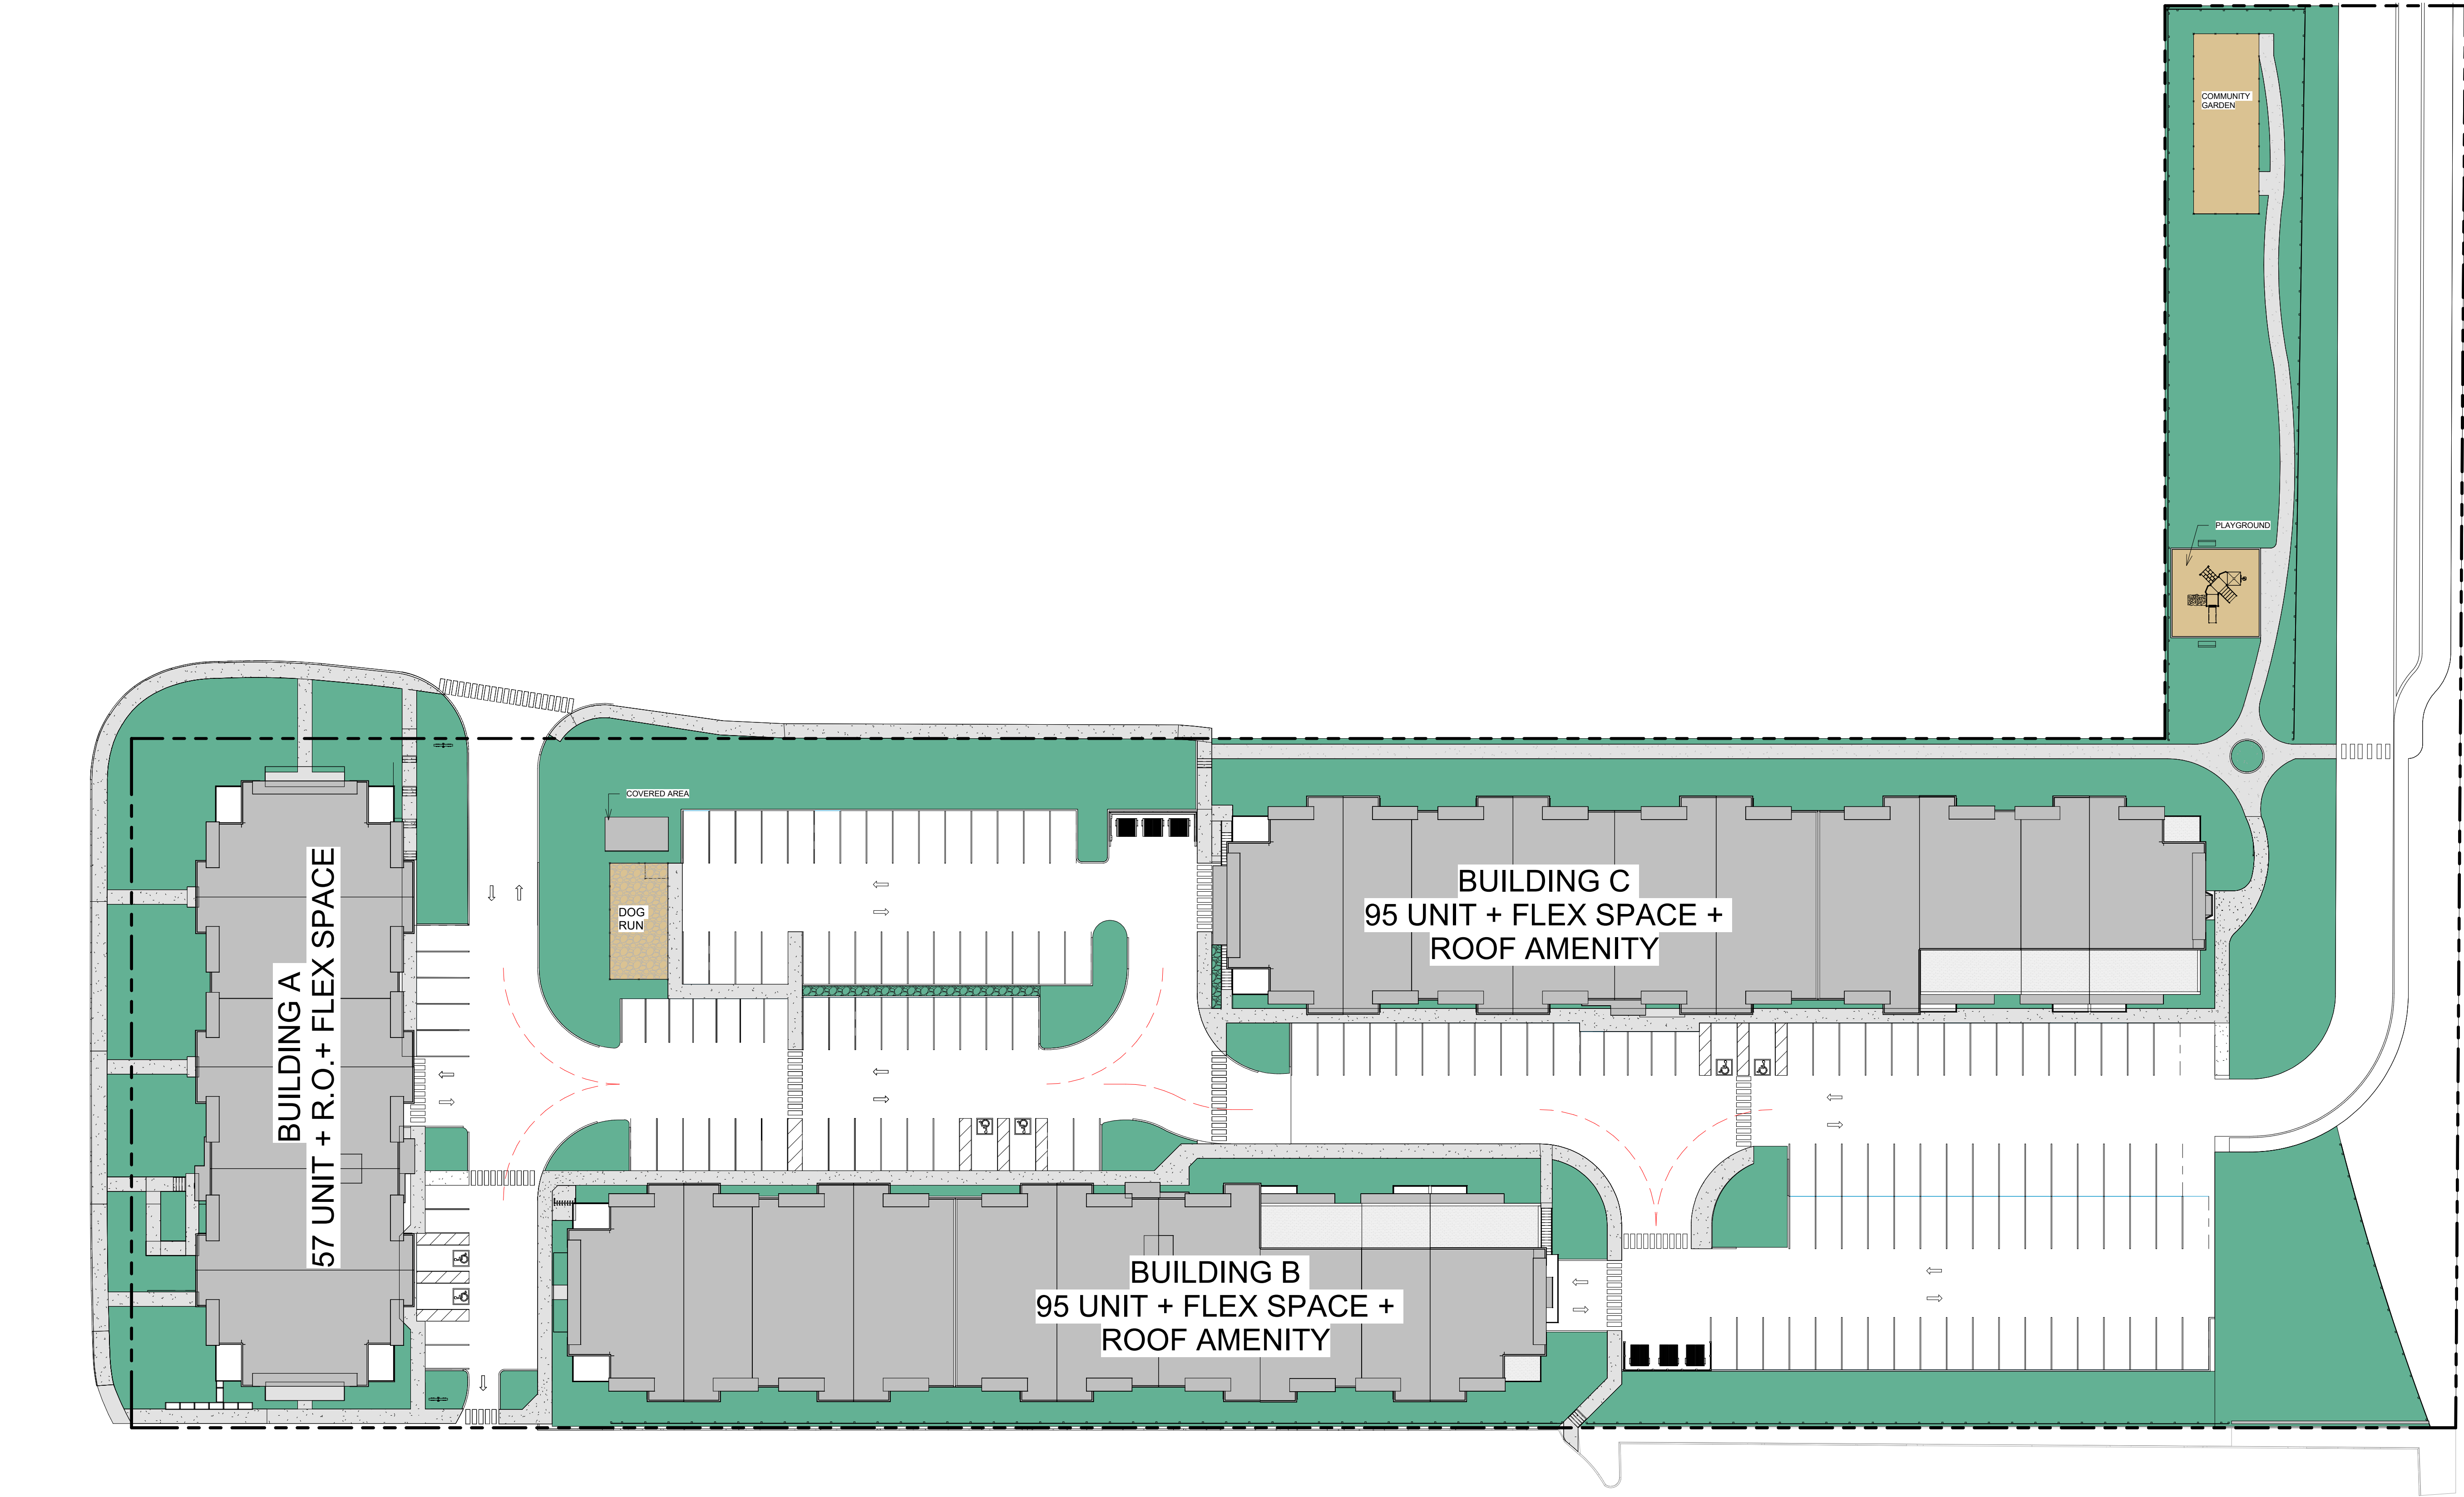 COMMUNITY
GARDEN
PLAYGROUND
COVERED AREA
DOG
RUN
BUILDING C
95 UNIT + FLEX SPACE +
ROOF AMENITY
BUILDING A
57 UNIT + R.O.+ FLEX SPACE
BUILDING B
95 UNIT + FLEX SPACE +
ROOF AMENITY